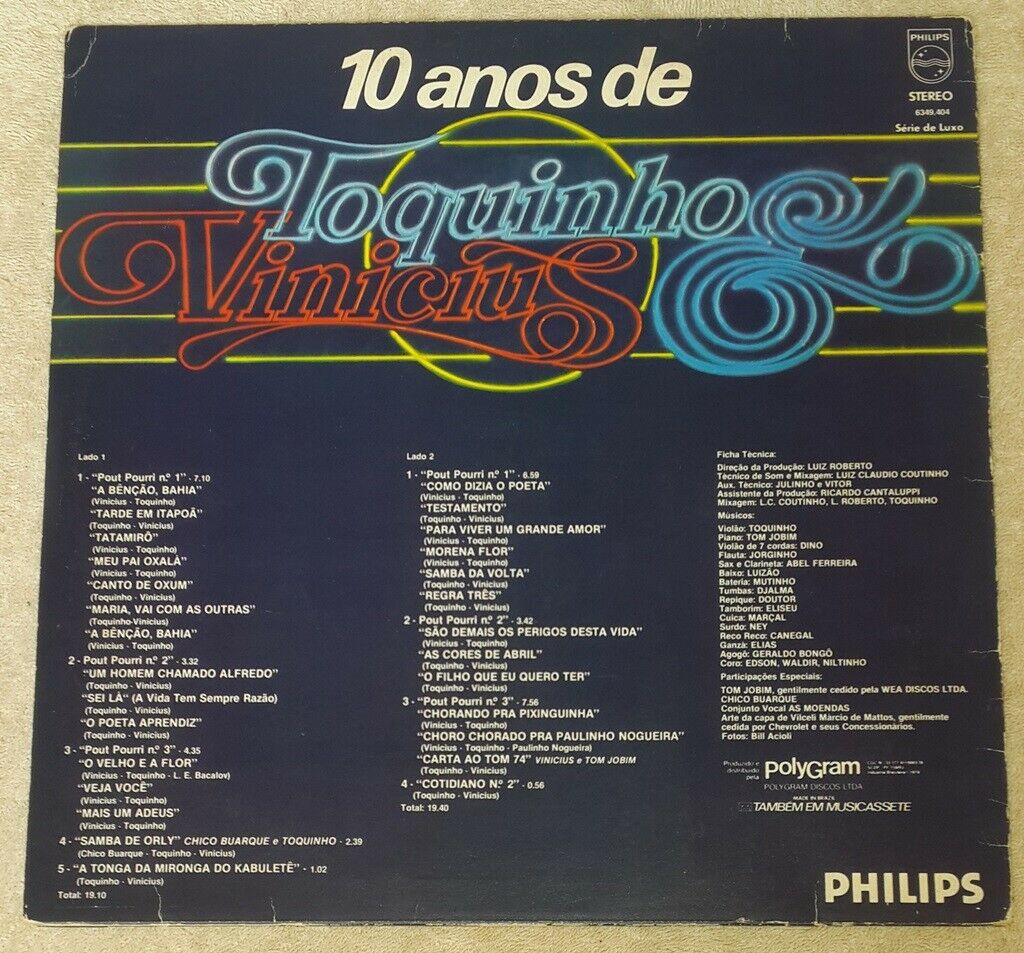 10 anos de
PHILIPS
STEREO
6349.404
Série de Luxo
Toquinho &
Vinicius
Lado 1
1 - "Pout Pourri n.º 1" - 7.10
"A BÊNÇÃO, BAHIA"
(Vinicius - Toquinho)
"TARDE EM ITAPOÃ"
(Toquinho - Vinicius)
"TATAMIRÔ"
(Vinicius - Toquinho)
"MEU PAI OXALÀ"
(Vinicius - Toquinho)
"CANTO DE OXUM"
(Toquinho - Vinicius)
"MARIA, VAI COM AS OUTRAS"
(Toquinho-Vinicius)
"A BÊNÇÃO, BAHIA"
(Vinicius - Toquinho)
2 - Pout Pourri n.º 2" - 3.32
"UM HOMEM CHAMADO ALFREDO"
(Toquinho - Vinicius)
"SEI LÀ" (A Vida Tem Sempre Razão)
(Toquinho - Vinicius)
"O POETA APRENDIZ"
(Toquinho - Vinicius)
3 - "Pout Pourri n.º 3" - 4.35
"O VELHO E A FLOR"
(Vinicius - Toquinho - L. E. Bacalov)
"VEJA VOCÊ"
(Vinicius - Toquinho)
"MAIS UM ADEUS"
(Vinicius - Toquinho)
4 - "SAMBA DE ORLY" CHICO BUARQUE e TOQUINHO - 2.39
(Chico Buarque - Toquinho - Vinicius)
5 - "A TONGA DA MIRONGA DO KABULETÊ" - 1.02
(Toquinho - Vinicius)
Total: 19.10
Lado 2
1 - "Pout Pourri n.º 1" - 6.59
"COMO DIZIA O POETA"
(Vinicius - Toquinho)
"TESTAMENTO"
(Toquinho - Vinicius)
"PARA VIVER UM GRANDE AMOR"
(Vinicius - Toquinho)
"MORENA FLOR"
(Vinicius - Toquinho)
"SAMBA DA VOLTA"
(Toquinho - Vinicius)
"REGRA TRÊS"
(Toquinho - Vinicius)
2 - Pout Pourri n.º 2" - 3.42
"SÃO DEMAIS OS PERIGOS DESTA VIDA"
(Vinicius - Toquinho)
"AS CORES DE ABRIL"
(Toquinho - Vinicius)
"O FILHO QUE EU QUERO TER"
(Toquinho - Vinicius)
3 - "Pout Pourri n.º 3" - 7.56
"CHORANDO PRA PIXINGUINHA"
(Vinicius - Toquinho)
"CHORO CHORADO PRA PAULINHO NOGUEIRA"
(Vinicius - Toquinho - Paulinho Nogueira)
"CARTA AO TOM 74" VINICIUS e TOM JOBIM
(Toquinho - Vinicius)
4 - "COTIDIANO N.º 2" - 0.56
(Toquinho - Vinicius)
Total: 19.40
Ficha Tècnica:
Direção da Produção: LUIZ ROBERTO
Tècnico de Som e Mixagem: LUIZ CLAUDIO COUTINHO
Aux. Tècnico: JULINHO e VITOR
Assistente da Produção: RICARDO CANTALUPPI
Mixagem: L.C. COUTINHO, L. ROBERTO, TOQUINHO
Músicos:
Violão: TOQUINHO
Piano: TOM JOBIM
Violão de 7 cordas: DINO
Flauta: JORGINHO
Sax e Clarineta: ABEL FERREIRA
Baixo: LUIZÃO
Bateria: MUTINHO
Tumbas: DJALMA
Repique: DOUTOR
Tamborim: ELISEU
Cuica: MARÇAL
Surdo: NEY
Reco Reco: CANEGAL
Ganzà: ELIAS
Agogô: GERALDO BONGÔ
Coro: EDSON, WALDIR, NILTINHO
Participações Especiais:
TOM JOBIM, gentilmente cedido pela WEA DISCOS LTDA.
CHICO BUARQUE
Conjunto Vocal AS MOENDAS
Arte da capa de Vilceli Màrcio de Mattos, gentilmente
cedida por Chevrolet e seus Concessionàrios.
Fotos: Bill Acioli
Produzido e
distribuido
pela
polyGram
POLYGRAM DISCOS LTDA
MADE IN BRAZIL
TAMBÉM EM MUSICASSETE
PHILIPS